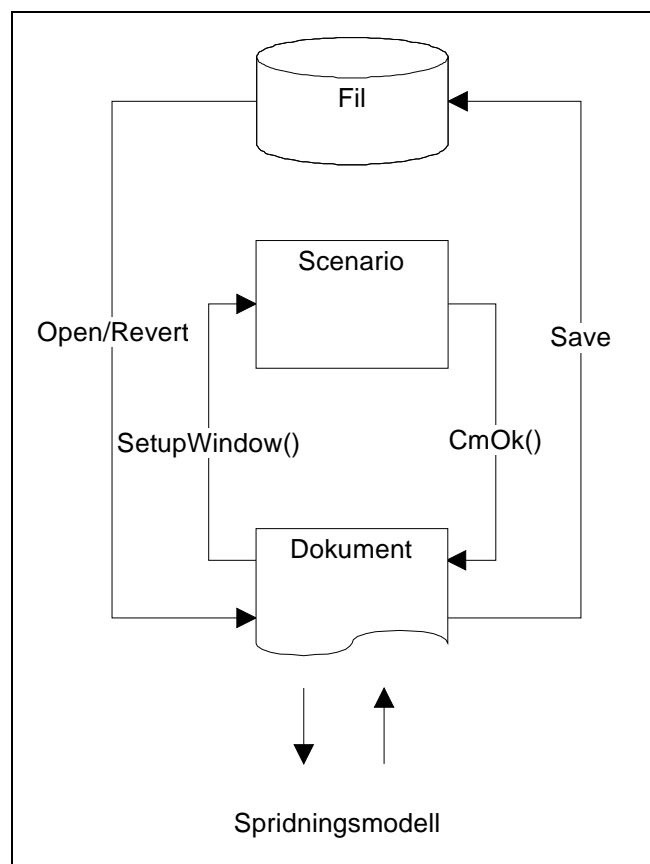 Fil
Scenario
Open/Revert
Save
SetupWindow()
CmOk()
Dokument
Spridningsmodell